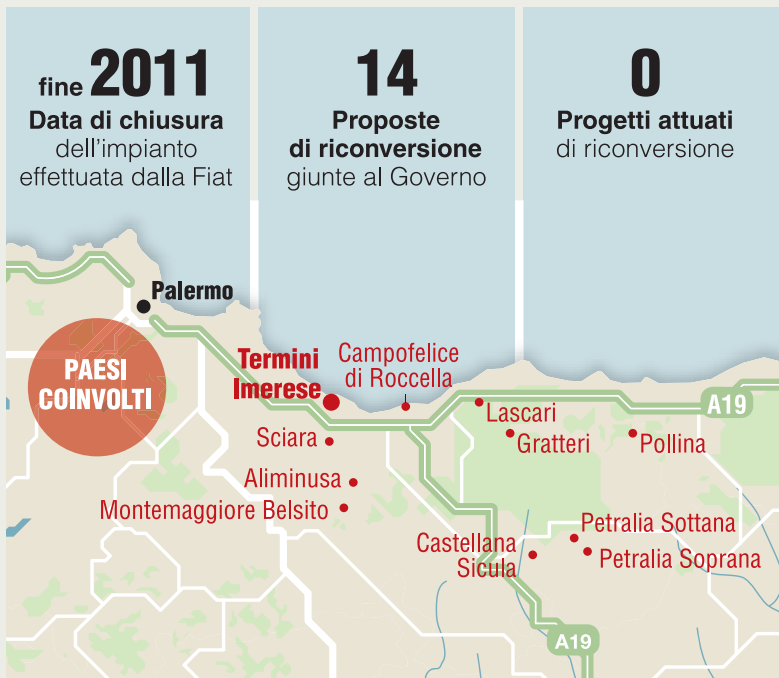 fine 2011
Data di chiusura
dell'impianto
effettuata dalla Fiat
14
Proposte
di riconversione
giunte al Governo
0
Progetti attuati
di riconversione
Palermo
PAESI
COINVOLTI
Termini
Imerese
Campofelice
di Roccella
Lascari
A19
Sciara
Gratteri
Pollina
Aliminusa
Montemaggiore Belsito
Castellana
Sicula
Petralia Sottana
Petralia Soprana
A19